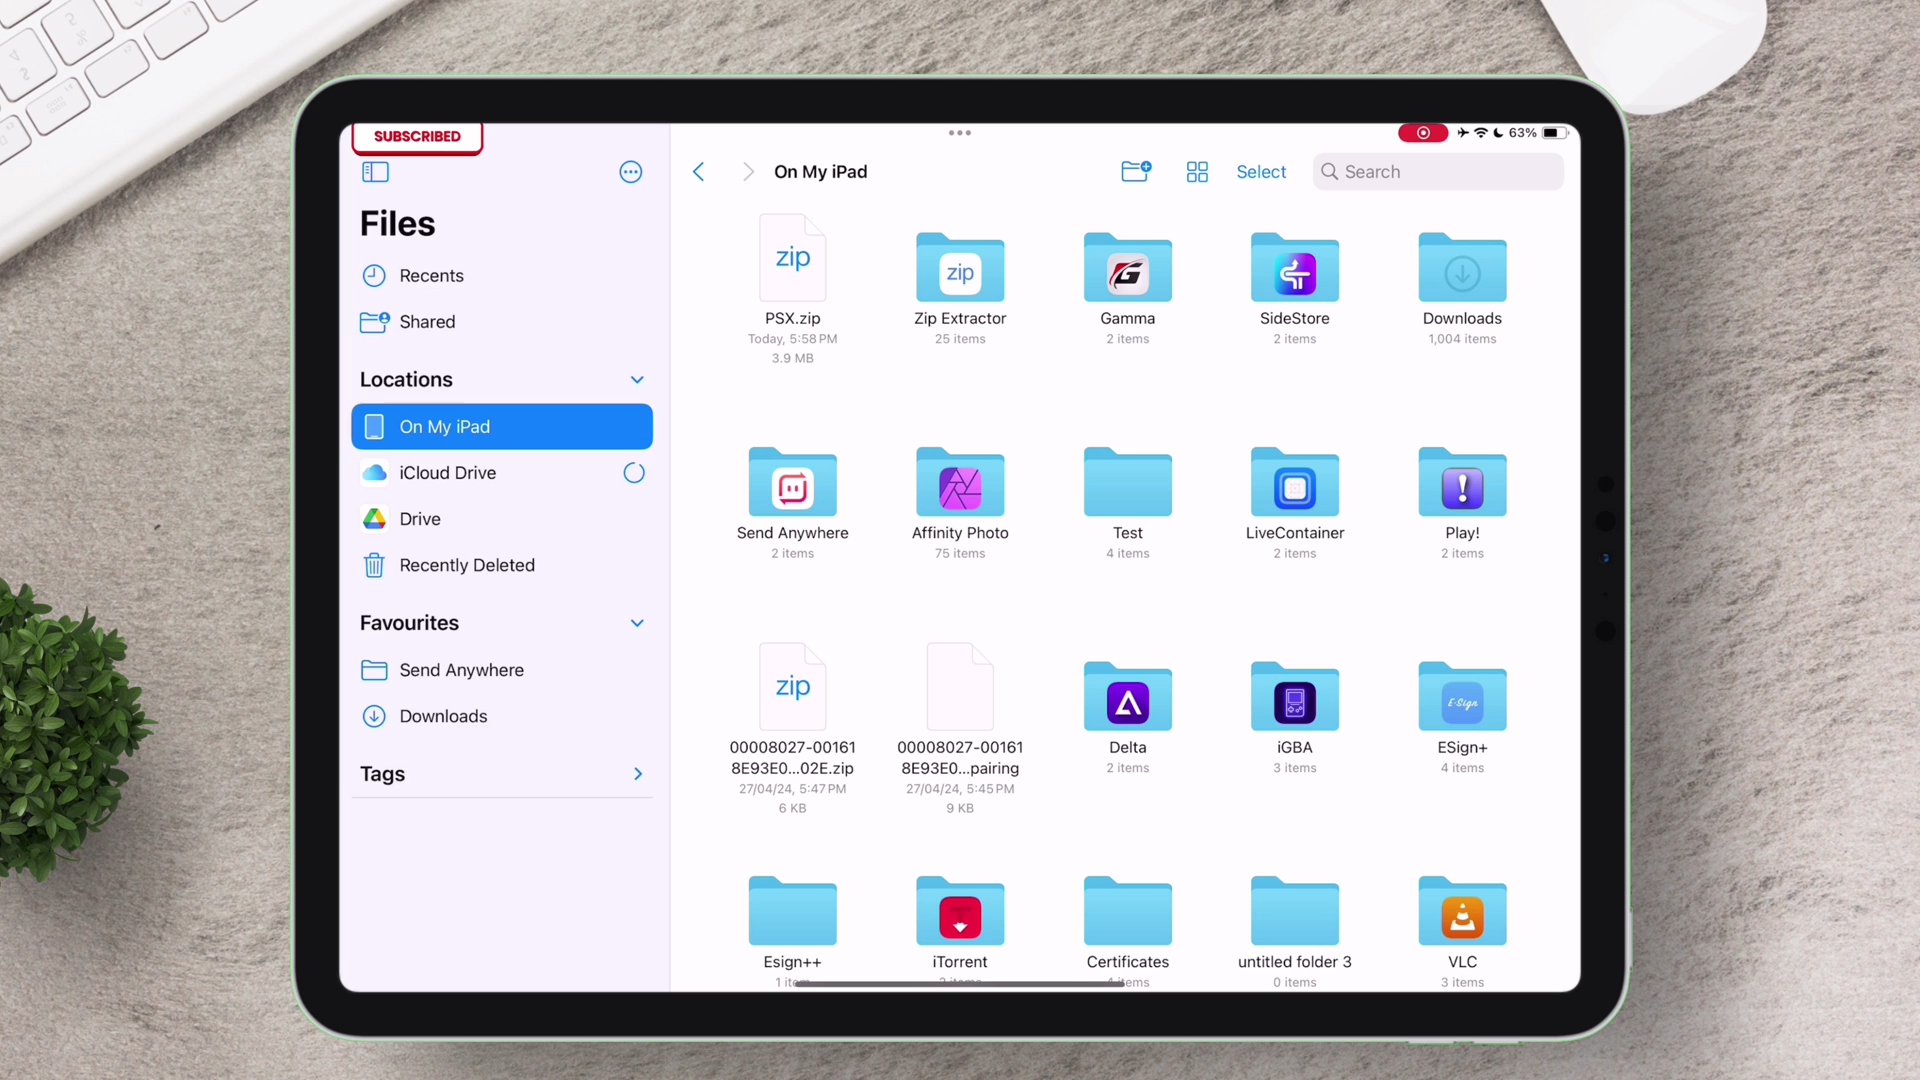 SUBSCRIBED
63%
On My iPad
Select
Search
Files
Recents
Shared
Locations
On My iPad
iCloud Drive
Drive
Recently Deleted
Favourites
Send Anywhere
Downloads
Tags
zip
PSX.zip
Today, 5:58 PM
3.9 MB
zip
Zip Extractor
25 items
G
Gamma
2 items
SideStore
2 items
Downloads
1,004 items
Send Anywhere
2 items
Affinity Photo
75 items
Test
4 items
LiveContainer
2 items
!
Play!
2 items
zip
00008027-00161
8E93E0...02E.zip
27/04/24, 5:47 PM
6 KB
00008027-00161
8E93E0...pairing
27/04/24, 5:45 PM
9 KB
Delta
2 items
iGBA
3 items
E-Sign
ESign+
4 items
Esign++
iTorrent
Certificates
untitled folder 3
0 items
VLC
3 items